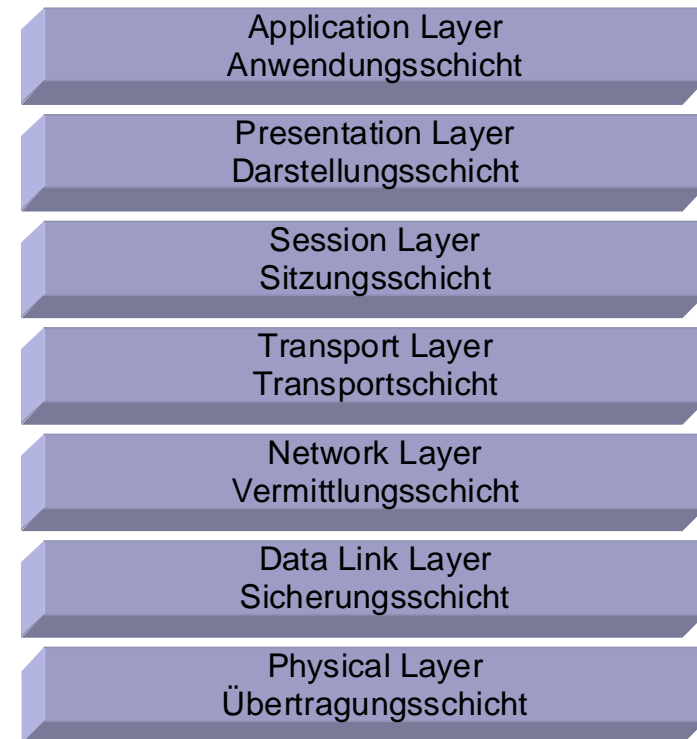 Application Layer
Anwendungsschicht
Presentation Layer
Darstellungsschicht
Session Layer
Sitzungsschicht
Transport Layer
Transportschicht
Network Layer
Vermittlungsschicht
Data Link Layer
Sicherungsschicht
Physical Layer
Übertragungsschicht